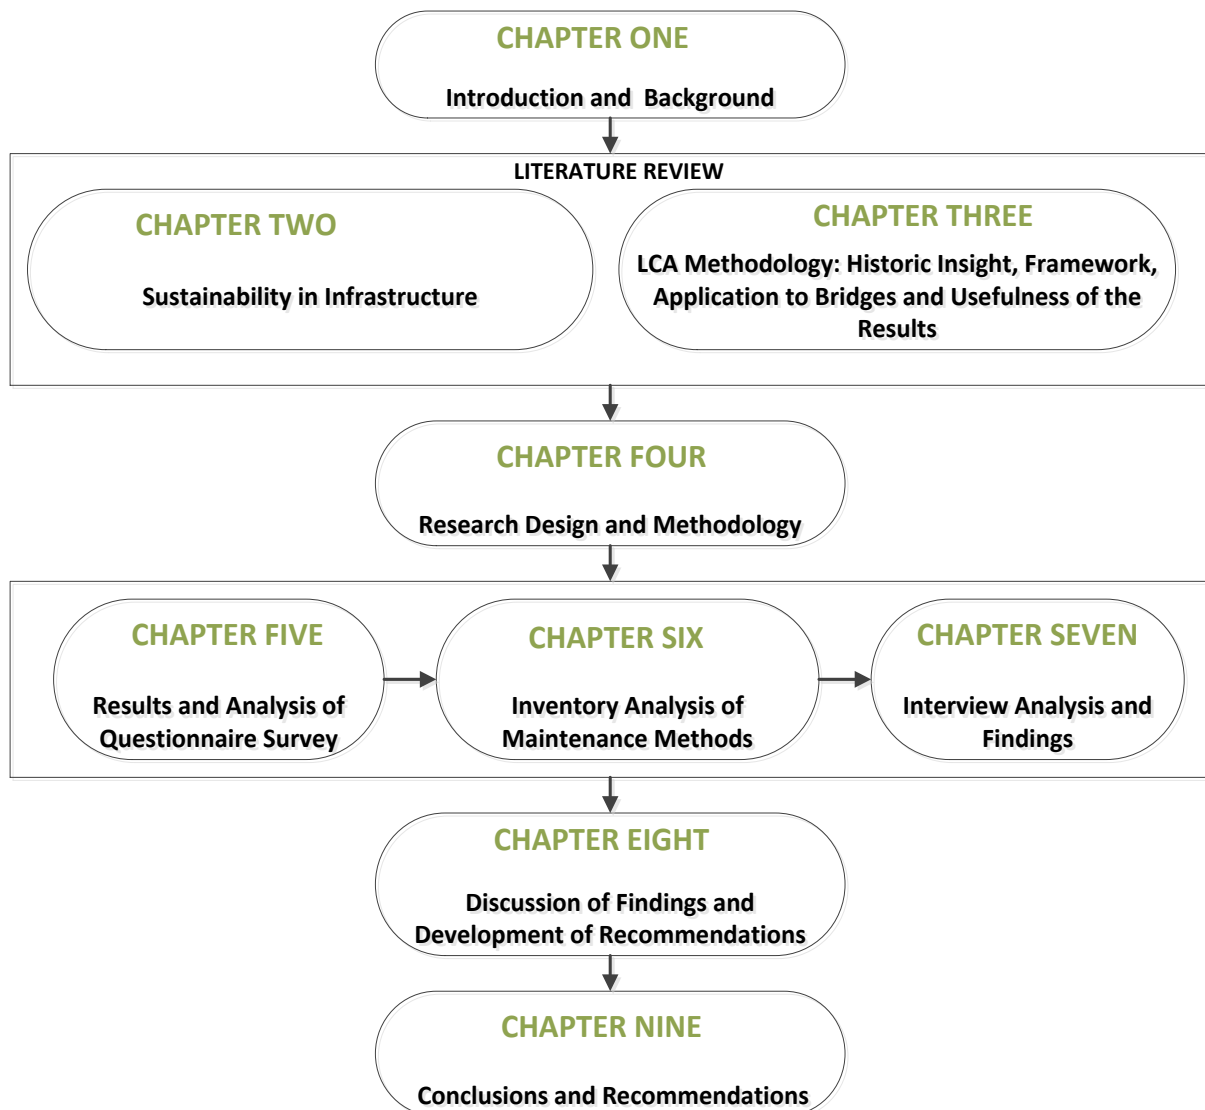 CHAPTER ONE
Introduction and Background
LITERATURE REVIEW
CHAPTER TWO
Sustainability in Infrastructure
CHAPTER THREE
LCA Methodology: Historic Insight, Framework,
Application to Bridges and Usefulness of the
Results
CHAPTER FOUR
Research Design and Methodology
CHAPTER FIVE
Results and Analysis of
Questionnaire Survey
CHAPTER SIX
Inventory Analysis of
Maintenance Methods
CHAPTER SEVEN
Interview Analysis and
Findings
CHAPTER EIGHT
Discussion of Findings and
Development of Recommendations
CHAPTER NINE
Conclusions and Recommendations